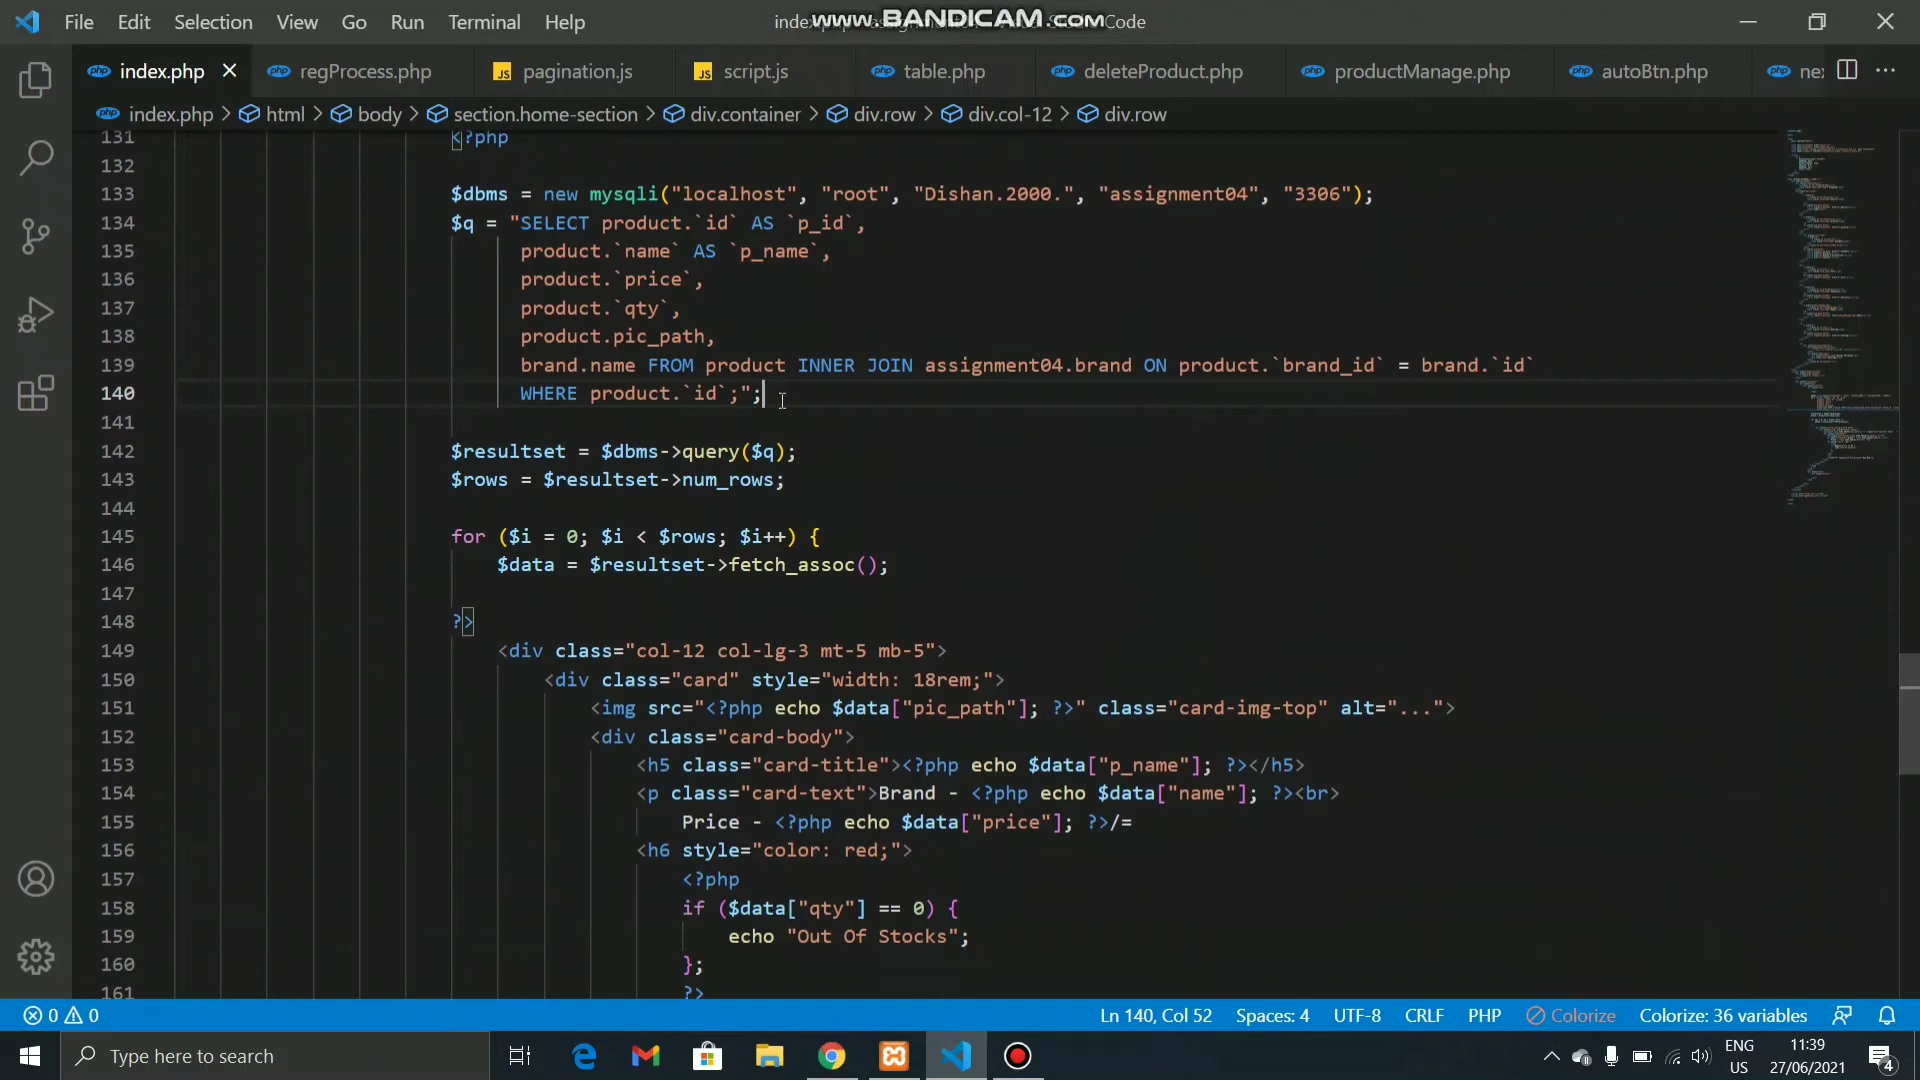 File Edit Selection View Go Run Terminal Help
www.BANDICAM.com
Code
index.php
regProcess.php
JS pagination.js
JS script.js
table.php
deleteProduct.php
productManage.php
autoBtn.php
index.php > html > body > section.home-section > div.container > div.row > div.col-12 > div.row
131 <?php
132
133 $dbms = new mysqli("localhost", "root", "Dishan.2000.", "assignment04", "3306");
134 $q = "SELECT product.`id` AS `p_id`,
135 product.`name` AS `p_name`,
136 product.`price`,
137 product.`qty`,
138 product.pic_path,
139 brand.name FROM product INNER JOIN assignment04.brand ON product.`brand_id` = brand.`id`
140 WHERE product.`id`;";
141
142 $resultset = $dbms->query($q);
143 $rows = $resultset->num_rows;
144
145 for ($i = 0; $i < $rows; $i++) {
146 $data = $resultset->fetch_assoc();
147
148 ?>
149 <div class="col-12 col-lg-3 mt-5 mb-5">
150 <div class="card" style="width: 18rem;">
151 <img src="<?php echo $data["pic_path"]; ?>" class="card-img-top" alt="...">
152 <div class="card-body">
153 <h5 class="card-title"><?php echo $data["p_name"]; ?></h5>
154 <p class="card-text">Brand - <?php echo $data["name"]; ?><br>
155 Price - <?php echo $data["price"]; ?>/=
156 <h6 style="color: red;">
157 <?php
158 if ($data["qty"] == 0) {
159 echo "Out Of Stocks";
160 };
161 ?>
0 0
Ln 140, Col 52 Spaces: 4 UTF-8 CRLF PHP Colorize Colorize: 36 variables
Type here to search
ENG
US
11:39
27/06/2021
4